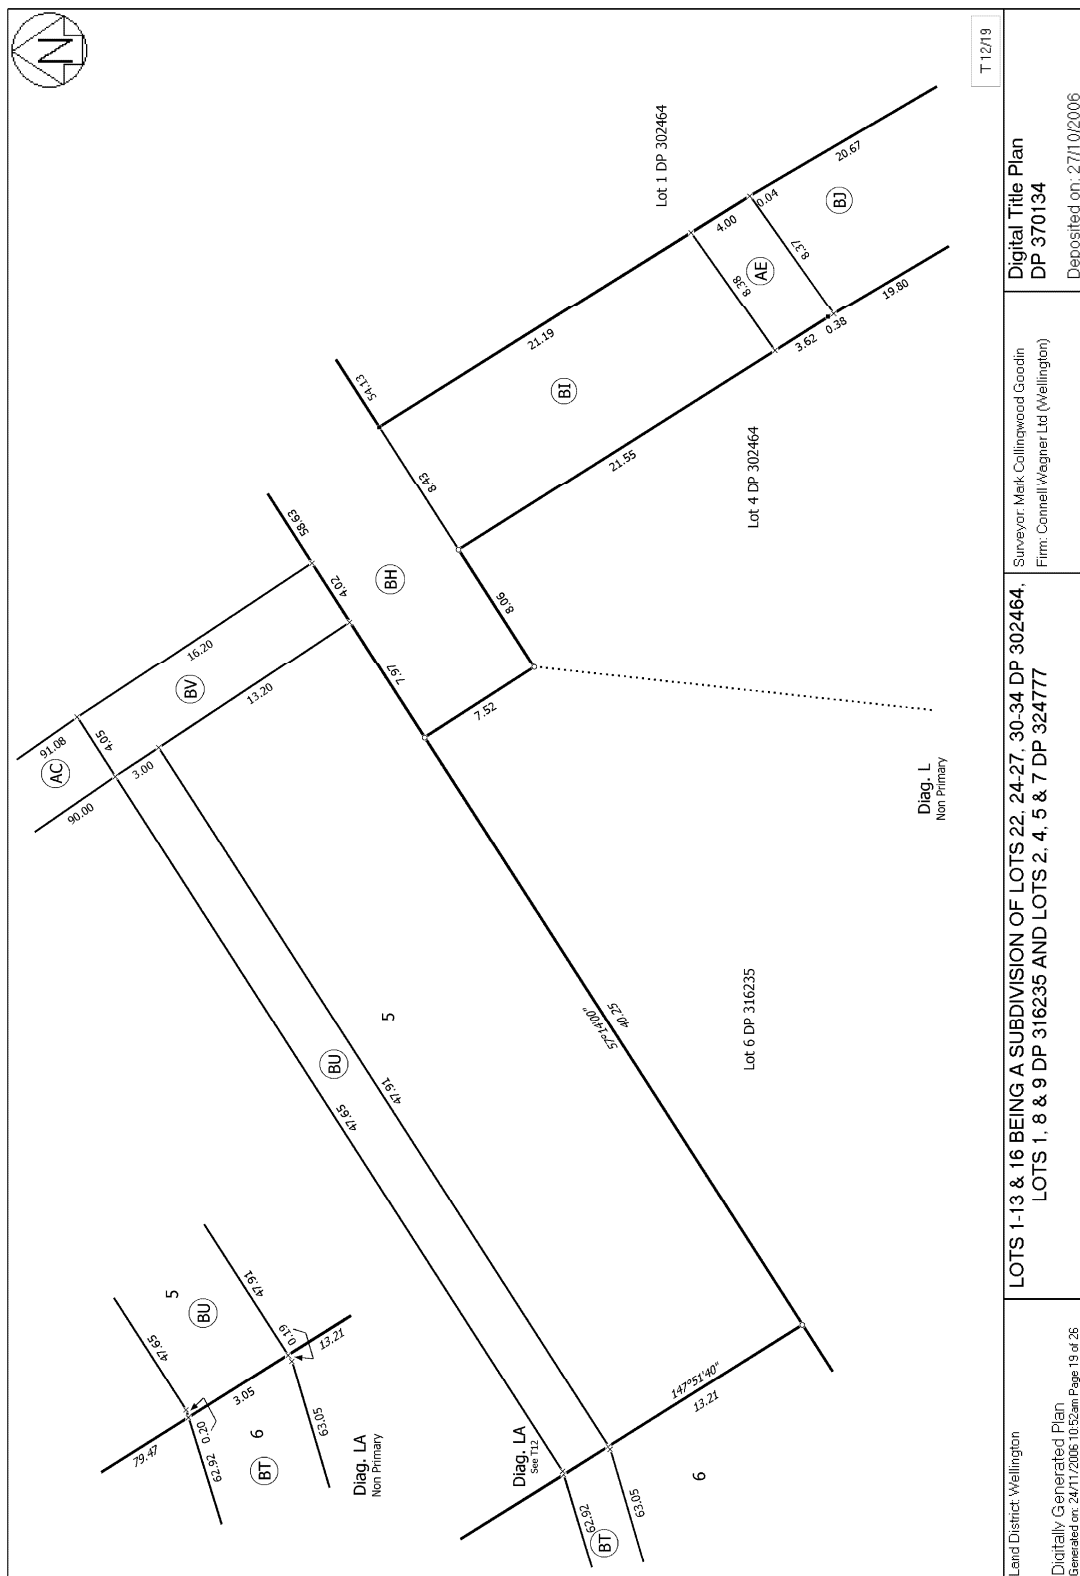 N
T 12/19
Lot 1 DP 302464
20.67
BJ
0.04
4.00
AE
8.37
8.38
19.80
0.38
3.62
21.19
BI
21.55
54.13
8.43
Lot 4 DP 302464
58.63
4.02
BH
8.06
7.97
7.52
16.20
BV
13.20
91.08
AC
4.05
3.00
90.00
Diag. L
Non Primary
57°14'00"
40.25
Lot 6 DP 316235
5
BU
47.91
47.65
147°51'40"
13.21
6
63.05
62.92
BT
Diag. LA
See T12
47.91
5
BU
47.65
0.19
13.21
3.05
79.47
0.20
62.92
6
BT
63.05
Diag. LA
Non Primary
Land District: Wellington
Digitally Generated Plan
Generated on: 24/11/2006 10:52am Page 19 of 26
LOTS 1-13 & 16 BEING A SUBDIVISION OF LOTS 22, 24-27, 30-34 DP 302464,
LOTS 1, 8 & 9 DP 316235 AND LOTS 2, 4, 5 & 7 DP 324777
Surveyor: Mark Collingwood Goodin
Firm: Connell Wagner Ltd (Wellington)
Digital Title Plan
DP 370134
Deposited on: 27/10/2006